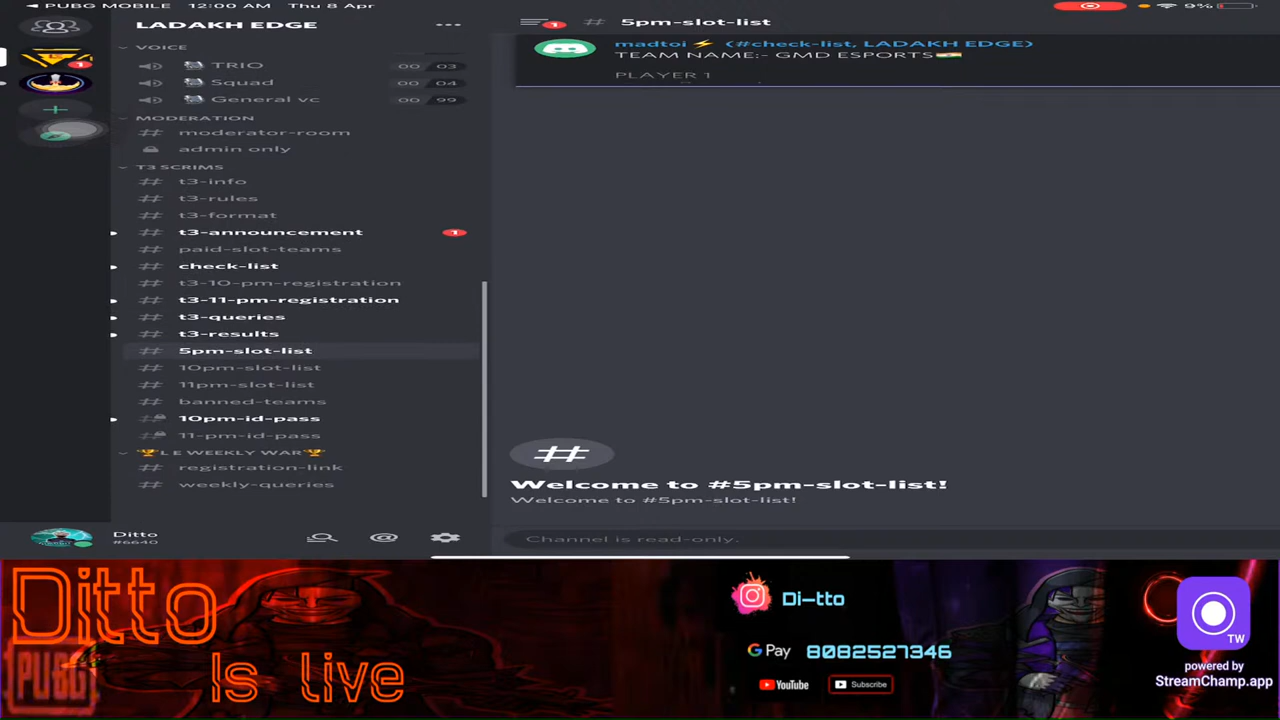 PUBG MOBILE 12:00 AM Thu 8 Apr 9%
LADAKH EDGE
VOICE
TRIO 00 03
Squad 00 04
General vc 00 99
MODERATION
moderator-room
admin only
T3 SCRIMS
t3-info
t3-rules
t3-format
t3-announcement 1
paid-slot-teams
check-list
t3-10-pm-registration
t3-11-pm-registration
t3-queries
t3-results
5pm-slot-list
10pm-slot-list
11pm-slot-list
banned-teams
10pm-id-pass
11-pm-id-pass
🏆L E WEEKLY WAR🏆
registration-link
weekly-queries
Ditto
#6640
1
1
# 5pm-slot-list
madtoi ⚡ (#check-list, LADAKH EDGE)
TEAM NAME:- GMD ESPORTS🇮🇳
PLAYER 1
Welcome to #5pm-slot-list!
Welcome to #5pm-slot-list!
Channel is read-only.
Ditto
Is live
PUBG
Di-tto
G Pay 8082527346
YouTube Subscribe
TW
powered by
StreamChamp.app